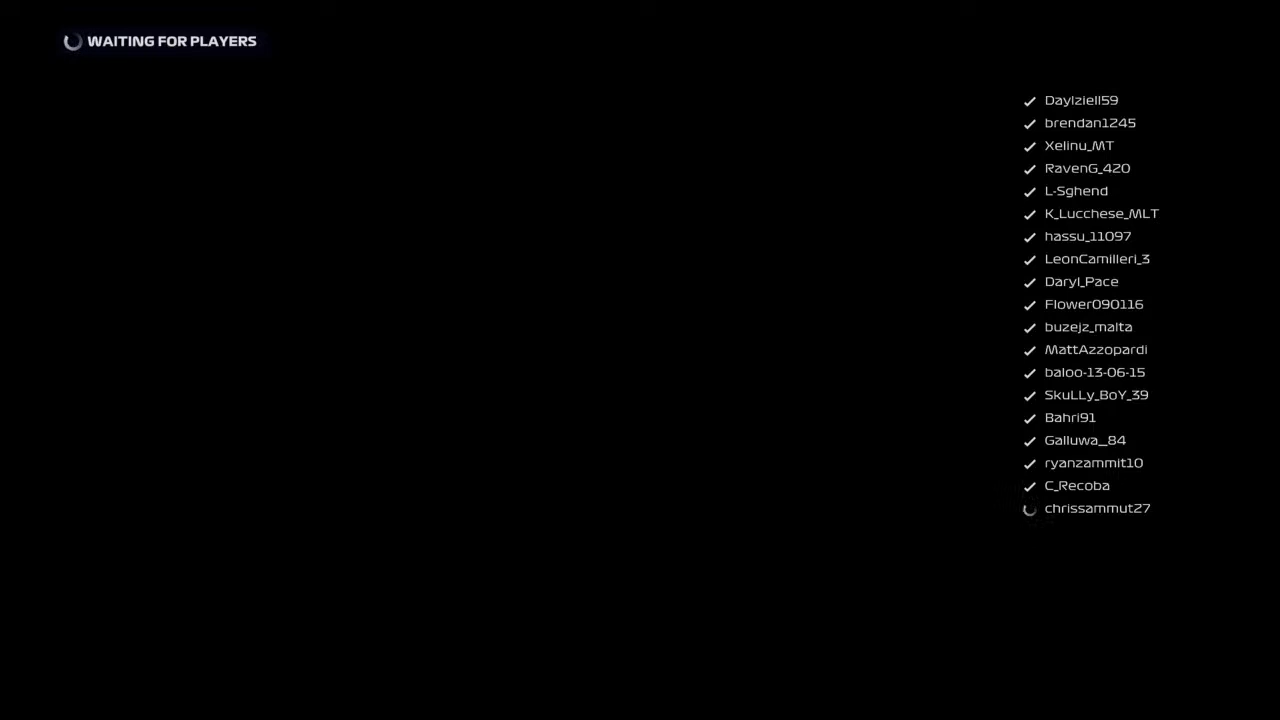 WAITING FOR PLAYERS
Daylziell59
brendan1245
Xelinu_MT
RavenG_420
L-Sghend
K_Lucchese_MLT
hassu_11097
LeonCamilleri_3
Daryl_Pace
Flower090116
buzejz_malta
MattAzzopardi
baloo-13-06-15
SkuLLy_BoY_39
Bahri91
Galluwa_84
ryanzammit10
C_Recoba
chrissammut27